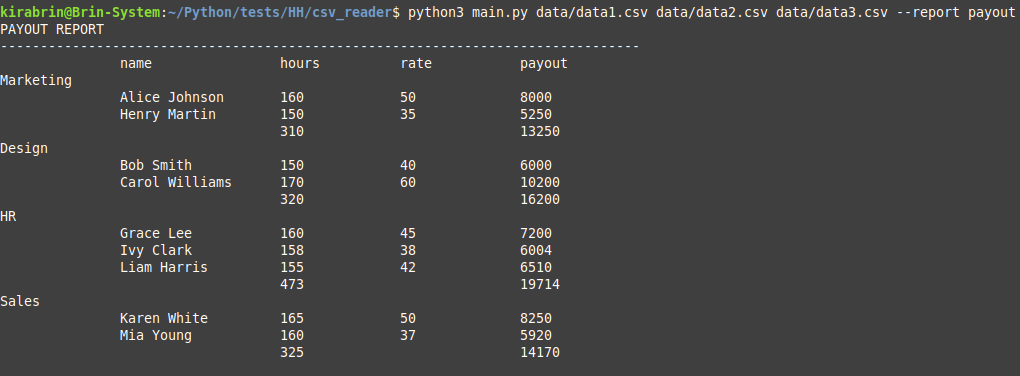 kirabrin@Brin-System:~/Python/tests/HH/csv_reader$ python3 main.py data/data1.csv data/data2.csv data/data3.csv --report payout
PAYOUT REPORT
--------------------------------------------------------------------------------
               name                hours          rate           payout
Marketing
               Alice Johnson       160            50             8000
               Henry Martin        150            35             5250
                                   310                           13250
Design
               Bob Smith           150            40             6000
               Carol Williams      170            60             10200
                                   320                           16200
HR
               Grace Lee           160            45             7200
               Ivy Clark           158            38             6004
               Liam Harris         155            42             6510
                                   473                           19714
Sales
               Karen White         165            50             8250
               Mia Young           160            37             5920
                                   325                           14170